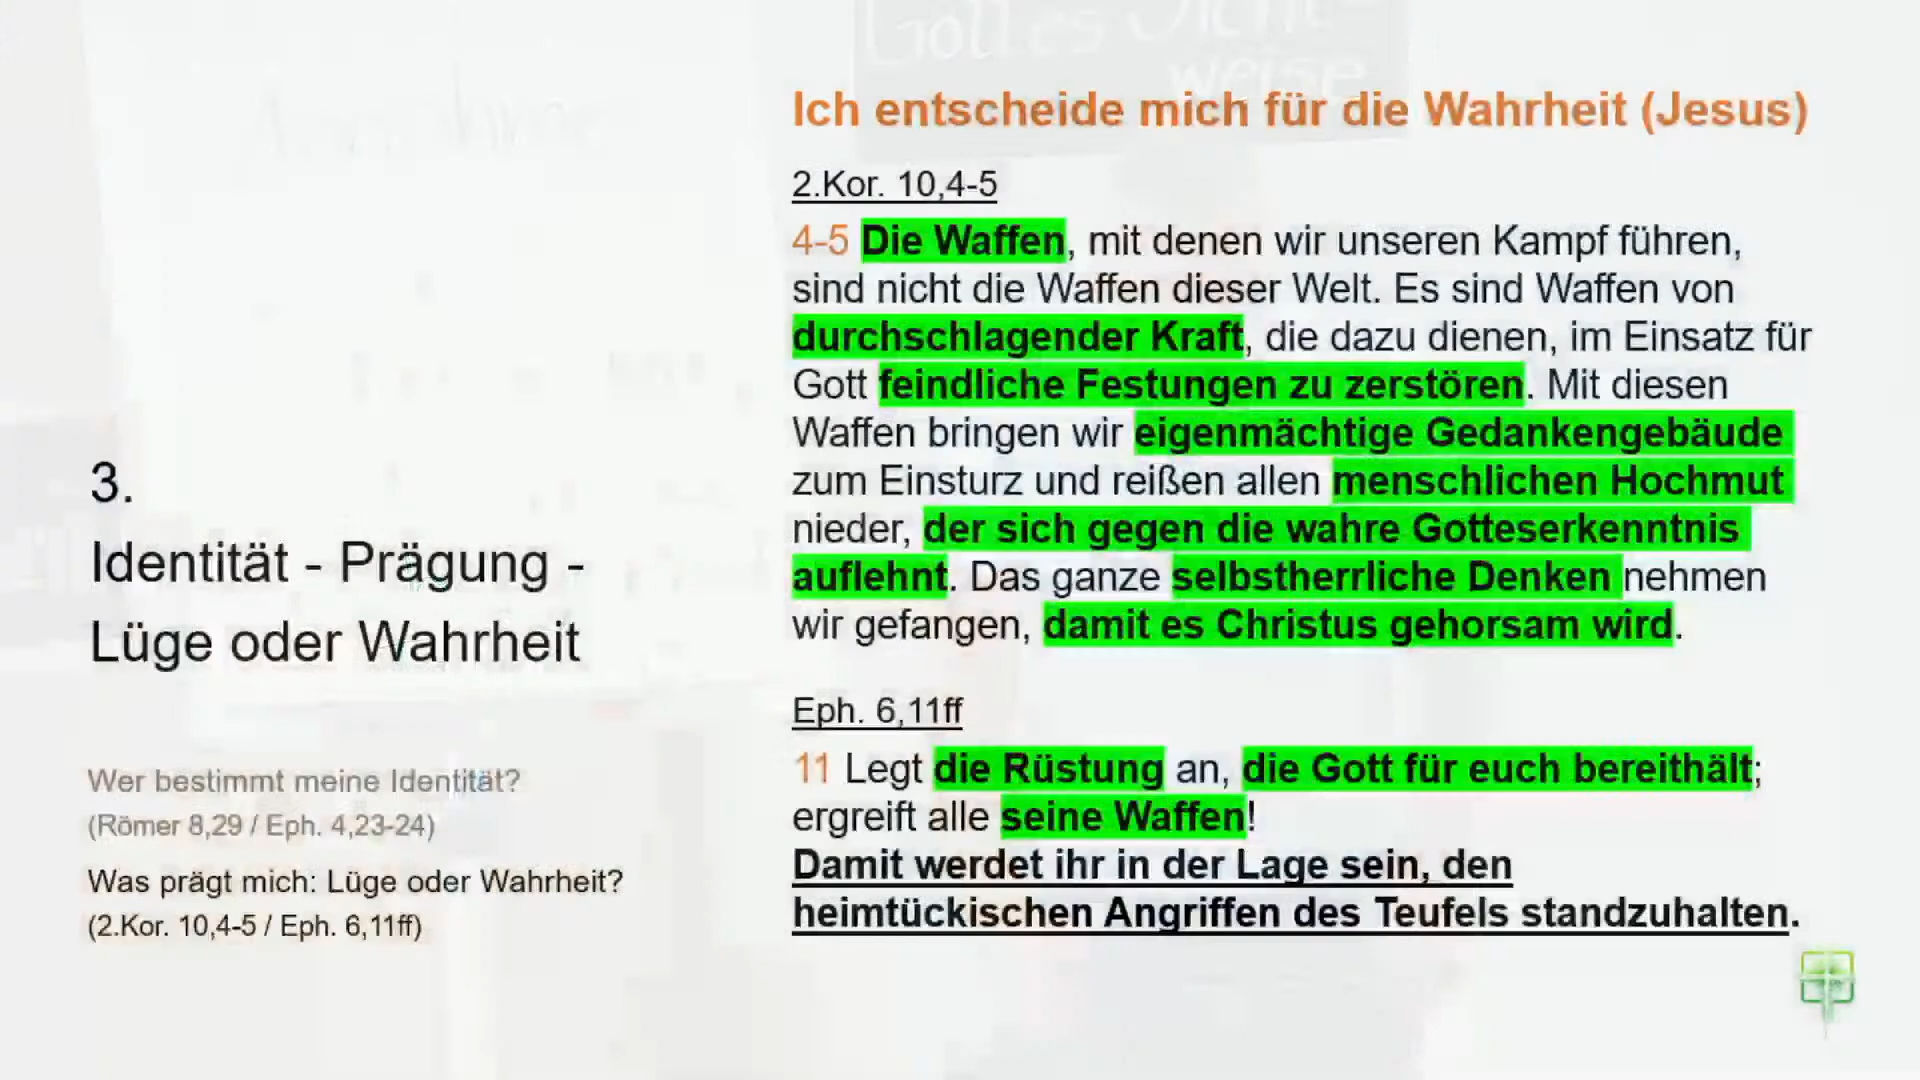 Gottes Sicht-
weise
Ich entscheide mich für die Wahrheit (Jesus)
2.Kor. 10,4-5
4-5 Die Waffen, mit denen wir unseren Kampf führen,
sind nicht die Waffen dieser Welt. Es sind Waffen von
durchschlagender Kraft, die dazu dienen, im Einsatz für
Gott feindliche Festungen zu zerstören. Mit diesen
Waffen bringen wir eigenmächtige Gedankengebäude
zum Einsturz und reißen allen menschlichen Hochmut
nieder, der sich gegen die wahre Gotteserkenntnis
auflehnt. Das ganze selbstherrliche Denken nehmen
wir gefangen, damit es Christus gehorsam wird.
Eph. 6,11ff
11 Legt die Rüstung an, die Gott für euch bereithält;
ergreift alle seine Waffen!
Damit werdet ihr in der Lage sein, den
heimtückischen Angriffen des Teufels standzuhalten.
3.
Identität - Prägung -
Lüge oder Wahrheit
Wer bestimmt meine Identität?
(Römer 8,29 / Eph. 4,23-24)
Was prägt mich: Lüge oder Wahrheit?
(2.Kor. 10,4-5 / Eph. 6,11ff)